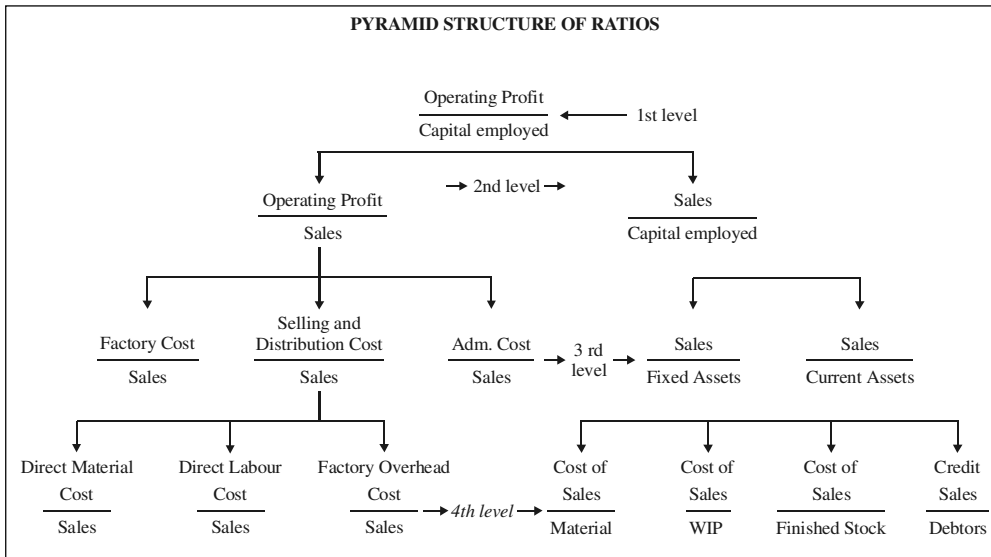 PYRAMID STRUCTURE OF RATIOS
Operating Profit
Capital employed
1st level
Operating Profit
Sales
2nd level
Sales
Capital employed
Factory Cost
Sales
Selling and
Distribution Cost
Sales
Adm. Cost
Sales
3 rd
level
Sales
Fixed Assets
Sales
Current Assets
Direct Material
Cost
Sales
Direct Labour
Cost
Sales
Factory Overhead
Cost
Sales
4th level
Cost of
Sales
Material
Cost of
Sales
WIP
Cost of
Sales
Finished Stock
Credit
Sales
Debtors